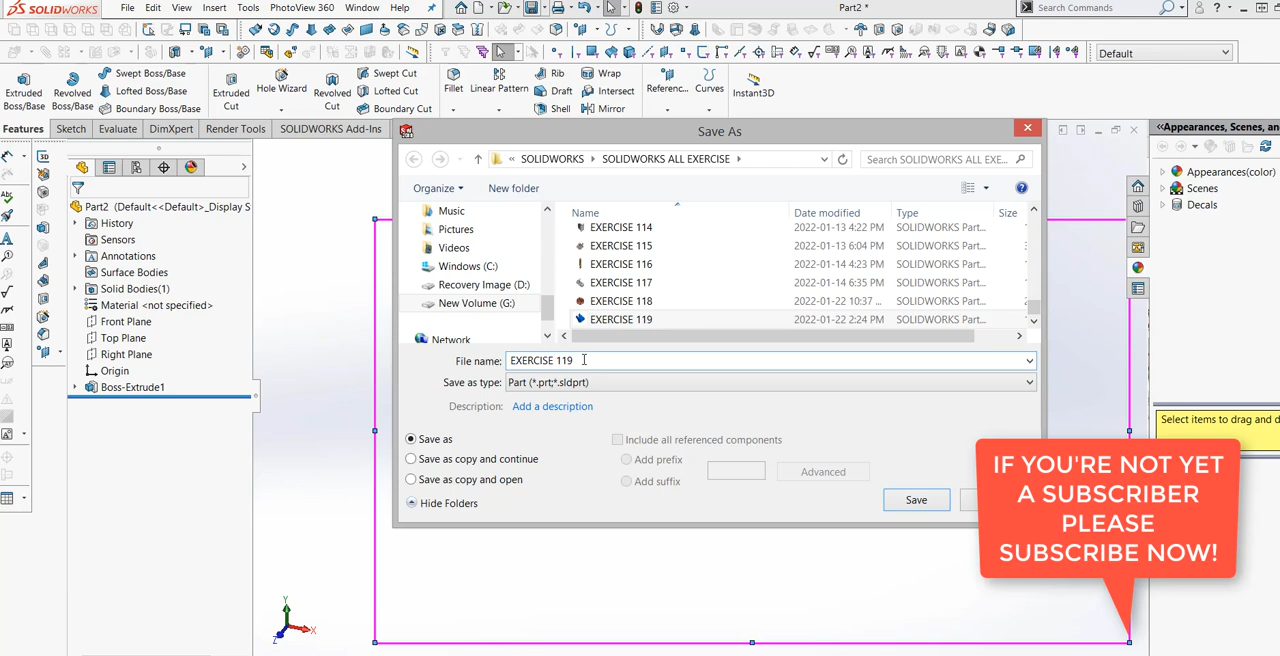 SOLIDWORKS
File Edit View Insert Tools PhotoView 360 Window Help
Part2 *
Search Commands
Default
Extruded Boss/Base
Revolved Boss/Base
Swept Boss/Base
Lofted Boss/Base
Boundary Boss/Base
Extruded Cut
Hole Wizard
Revolved Cut
Swept Cut
Lofted Cut
Boundary Cut
Fillet
Linear Pattern
Rib
Draft
Shell
Wrap
Intersect
Mirror
Referenc...
Curves
Instant3D
Features Sketch Evaluate DimXpert Render Tools SOLIDWORKS Add-Ins
Part2 (Default<<Default>_Display S
History
Sensors
Annotations
Surface Bodies
Solid Bodies(1)
Material <not specified>
Front Plane
Top Plane
Right Plane
Origin
Boss-Extrude1
Save As
« SOLIDWORKS SOLIDWORKS ALL EXERCISE
Search SOLIDWORKS ALL EXE...
Organize New folder
Music
Pictures
Videos
Windows (C:)
Recovery Image (D:)
New Volume (G:)
Network
Name Date modified Type Size
EXERCISE 114 2022-01-13 4:22 PM SOLIDWORKS Part...
EXERCISE 115 2022-01-13 6:04 PM SOLIDWORKS Part...
EXERCISE 116 2022-01-14 4:23 PM SOLIDWORKS Part...
EXERCISE 117 2022-01-14 6:35 PM SOLIDWORKS Part...
EXERCISE 118 2022-01-22 10:37 ... SOLIDWORKS Part...
EXERCISE 119 2022-01-22 2:24 PM SOLIDWORKS Part...
File name: EXERCISE 119
Save as type: Part (*.prt;*.sldprt)
Description: Add a description
Save as
Save as copy and continue
Save as copy and open
Include all referenced components
Add prefix
Add suffix
Advanced
Hide Folders
Save
«Appearances, Scenes, an
Appearances(color)
Scenes
Decals
Select items to drag and d
IF YOU'RE NOT YET
A SUBSCRIBER
PLEASE
SUBSCRIBE NOW!
Y
X
Z